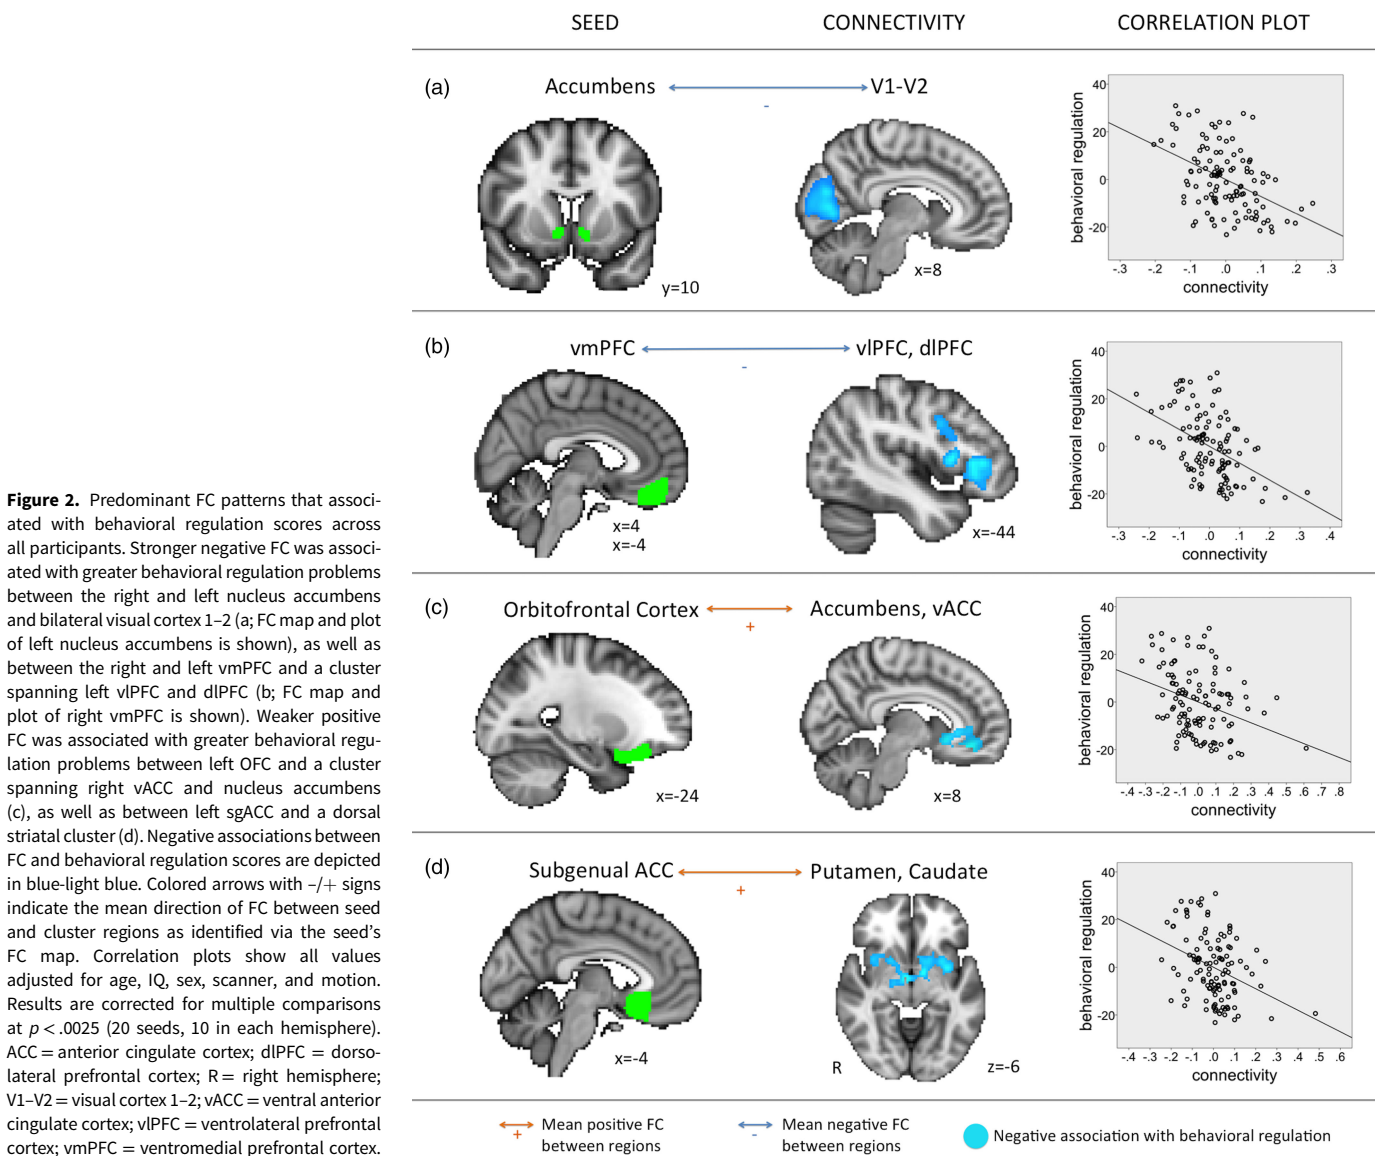 SEED CONNECTIVITY CORRELATION PLOT
(a) Accumbens V1-V2
-
y=10
x=8
behavioral regulation
40
20
0
-20
-.3 -.2 -.1 .0 .1 .2 .3
connectivity
(b) vmPFC vlPFC, dlPFC
-
x=4
x=-4
x=-44
behavioral regulation
40
20
0
-20
-.3 -.2 -.1 .0 .1 .2 .3 .4
connectivity
(c) Orbitofrontal Cortex Accumbens, vACC
+
x=-24
x=8
behavioral regulation
40
20
0
-20
-.4 -.3 -.2 -.1 .0 .1 .2 .3 .4 .5 .6 .7 .8
connectivity
(d) Subgenual ACC Putamen, Caudate
+
x=-4
R
z=-6
behavioral regulation
40
20
0
-20
-.4 -.3 -.2 -.1 .0 .1 .2 .3 .4 .5 .6
connectivity
+ Mean positive FC
between regions
- Mean negative FC
between regions
Negative association with behavioral regulation
Figure 2. Predominant FC patterns that associ-
ated with behavioral regulation scores across
all participants. Stronger negative FC was associ-
ated with greater behavioral regulation problems
between the right and left nucleus accumbens
and bilateral visual cortex 1–2 (a; FC map and plot
of left nucleus accumbens is shown), as well as
between the right and left vmPFC and a cluster
spanning left vlPFC and dlPFC (b; FC map and
plot of right vmPFC is shown). Weaker positive
FC was associated with greater behavioral regu-
lation problems between left OFC and a cluster
spanning right vACC and nucleus accumbens
(c), as well as between left sgACC and a dorsal
striatal cluster (d). Negative associations between
FC and behavioral regulation scores are depicted
in blue-light blue. Colored arrows with –/+ signs
indicate the mean direction of FC between seed
and cluster regions as identified via the seed’s
FC map. Correlation plots show all values
adjusted for age, IQ, sex, scanner, and motion.
Results are corrected for multiple comparisons
at p < .0025 (20 seeds, 10 in each hemisphere).
ACC = anterior cingulate cortex; dlPFC = dorso-
lateral prefrontal cortex; R = right hemisphere;
V1–V2 = visual cortex 1–2; vACC = ventral anterior
cingulate cortex; vlPFC = ventrolateral prefrontal
cortex; vmPFC = ventromedial prefrontal cortex.